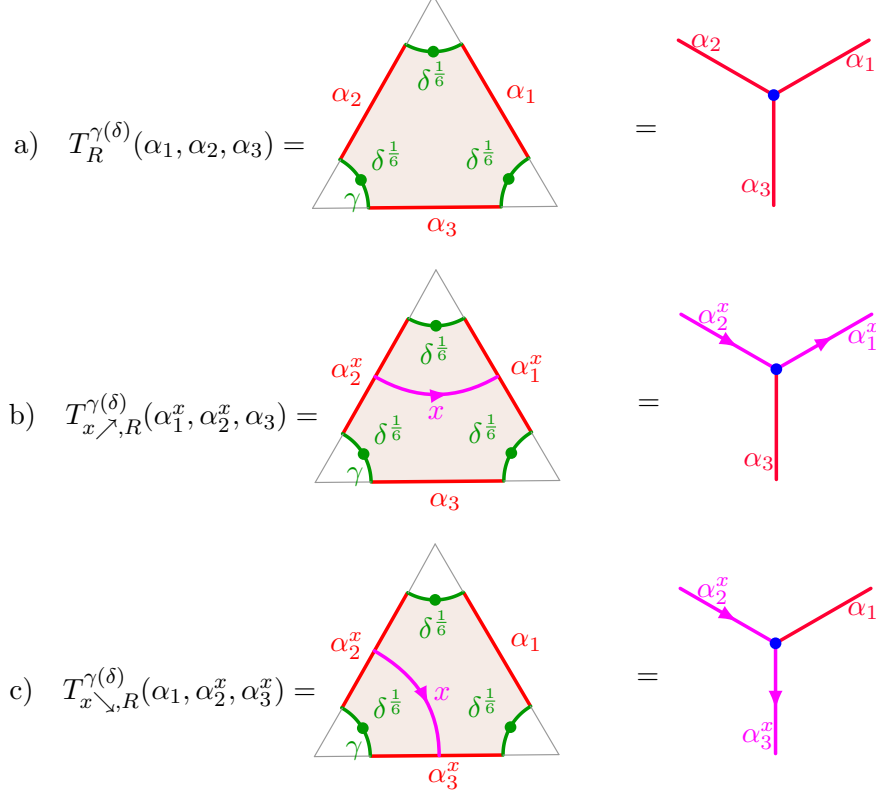 a) $T_R^{\gamma(\delta)}(\alpha_1, \alpha_2, \alpha_3) =$ $\alpha_2$ $\delta^{\frac{1}{6}}$ $\alpha_1$ $\delta^{\frac{1}{6}}$ $\delta^{\frac{1}{6}}$ $\gamma$ $\alpha_3$ $=$ $\alpha_2$ $\alpha_1$ $\alpha_3$
b) $T_{x\nearrow,R}^{\gamma(\delta)}(\alpha_1^x, \alpha_2^x, \alpha_3) =$ $\alpha_2^x$ $\delta^{\frac{1}{6}}$ $\alpha_1^x$ $x$ $\delta^{\frac{1}{6}}$ $\delta^{\frac{1}{6}}$ $\gamma$ $\alpha_3$ $=$ $\alpha_2^x$ $\alpha_1^x$ $\alpha_3$
c) $T_{x\searrow,R}^{\gamma(\delta)}(\alpha_1, \alpha_2^x, \alpha_3^x) =$ $\alpha_2^x$ $\delta^{\frac{1}{6}}$ $\alpha_1$ $x$ $\delta^{\frac{1}{6}}$ $\delta^{\frac{1}{6}}$ $\gamma$ $\alpha_3^x$ $=$ $\alpha_2^x$ $\alpha_1$ $\alpha_3^x$